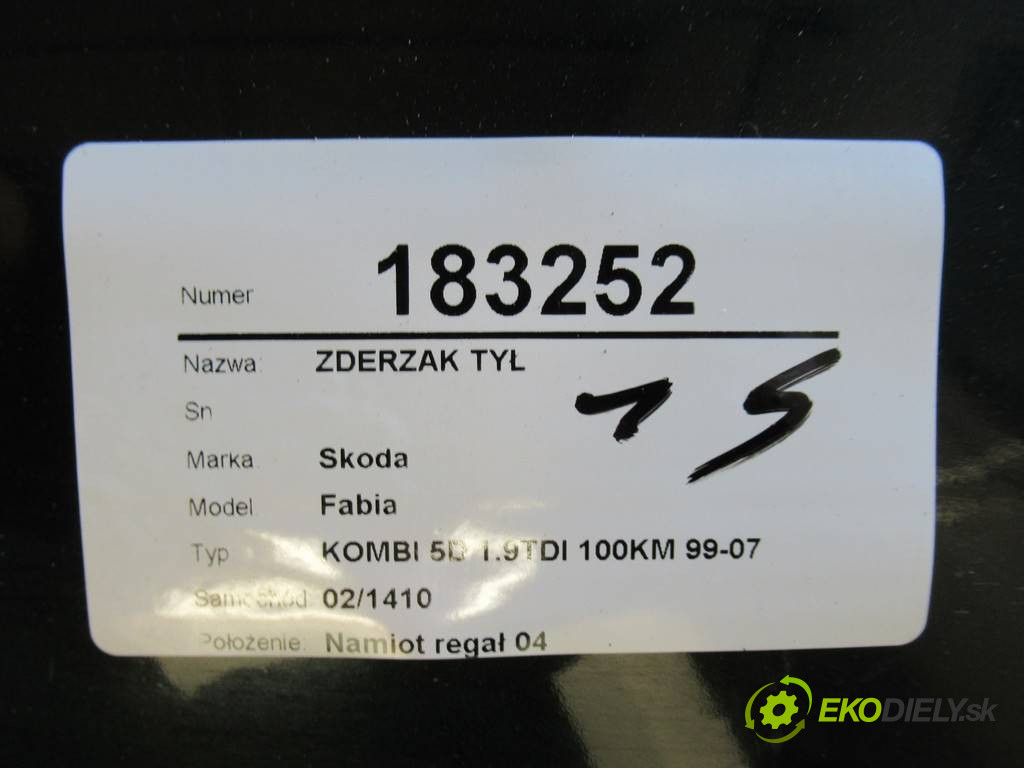 Numer 183252
Nazwa: ZDERZAK TYŁ
Sn
Marka Skoda
Model Fabia
Typ KOMBI 5D 1.9TDI 100KM 99-07
Samochód 02/1410
Położenie: Namiot regał 04
EKODIELY.sk